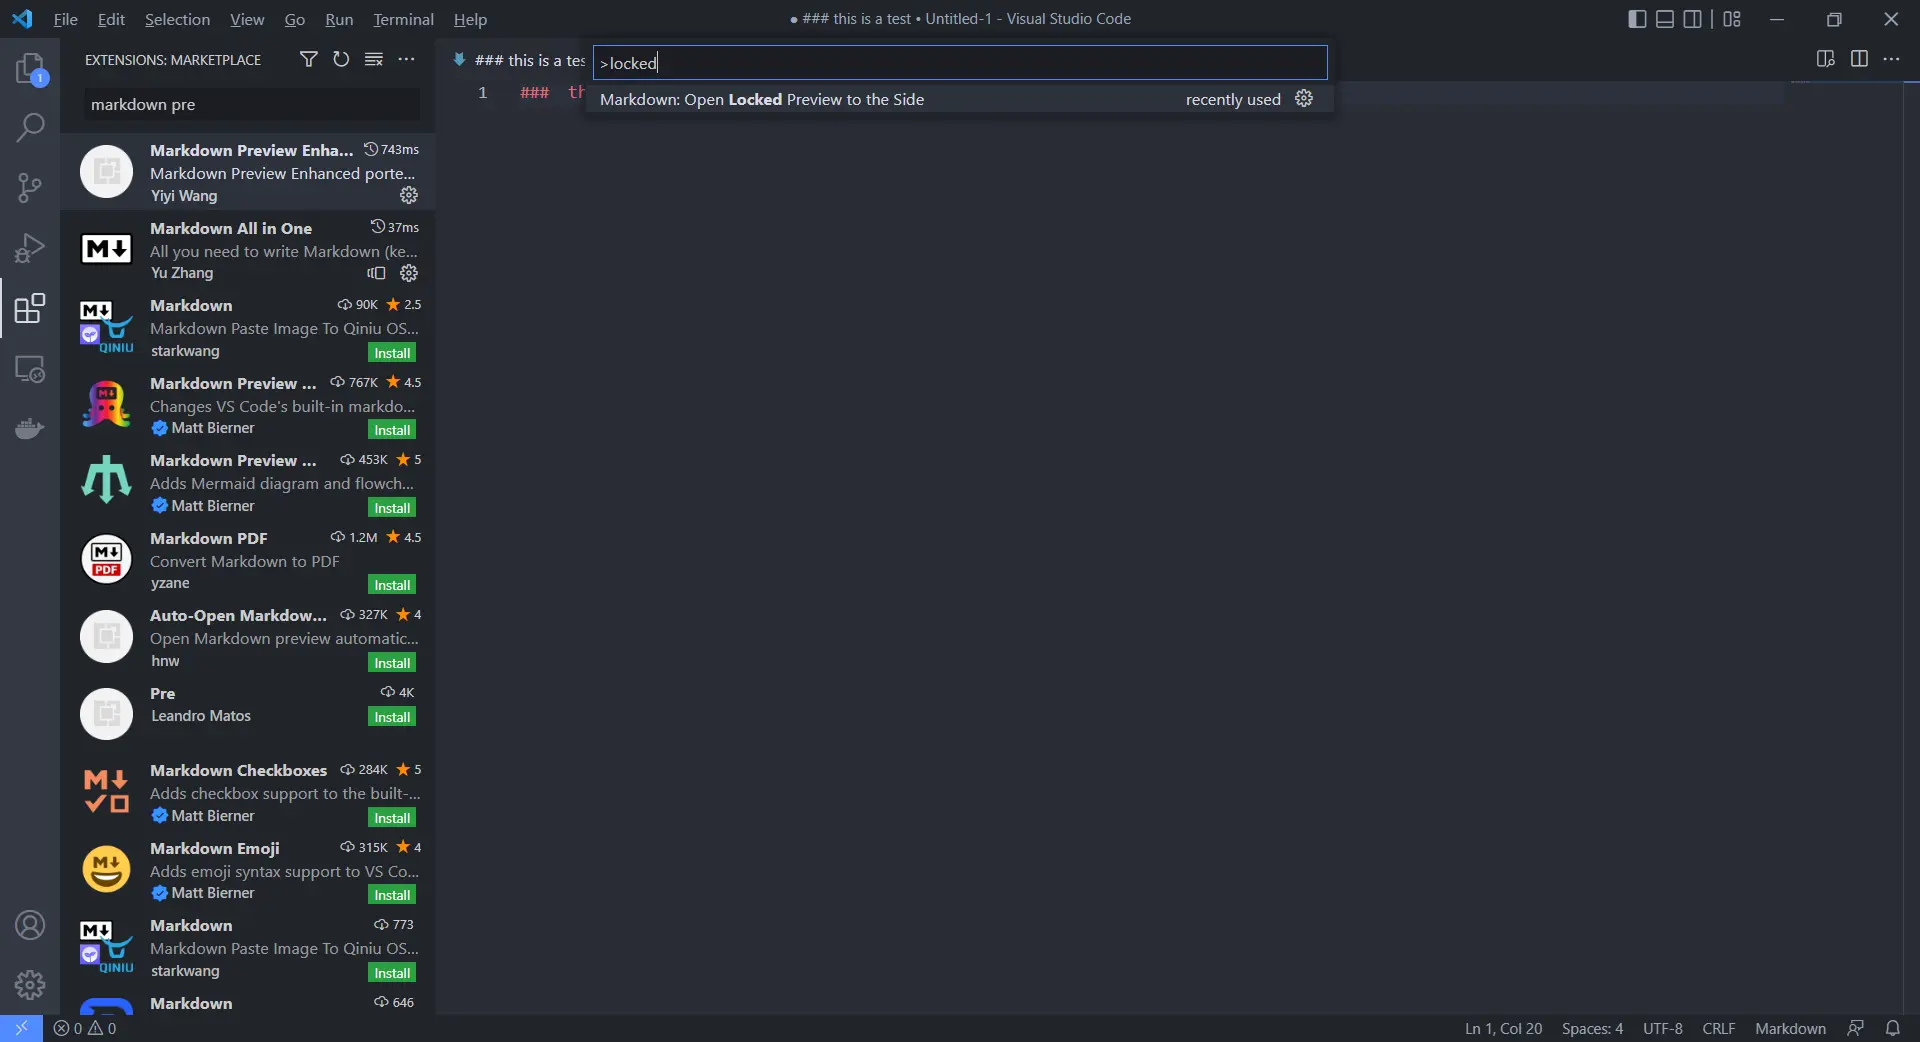 File Edit Selection View Go Run Terminal Help
● ### this is a test • Untitled-1 - Visual Studio Code
EXTENSIONS: MARKETPLACE
markdown pre
1
Markdown Preview Enha... 743ms
Markdown Preview Enhanced porte...
Yiyi Wang
Markdown All in One 37ms
All you need to write Markdown (ke...
Yu Zhang
M
Markdown 90K 2.5
Markdown Paste Image To Qiniu OS...
starkwang Install
M
QINIU
Markdown Preview ... 767K 4.5
Changes VS Code's built-in markdo...
Matt Bierner Install
M
Markdown Preview ... 453K 5
Adds Mermaid diagram and flowch...
Matt Bierner Install
Markdown PDF 1.2M 4.5
Convert Markdown to PDF
yzane Install
M
PDF
Auto-Open Markdow... 327K 4
Open Markdown preview automatic...
hnw Install
Pre 4K
Leandro Matos Install
Markdown Checkboxes 284K 5
Adds checkbox support to the built-...
Matt Bierner Install
M
Markdown Emoji 315K 4
Adds emoji syntax support to VS Co...
Matt Bierner Install
M
Markdown 773
Markdown Paste Image To Qiniu OS...
starkwang Install
M
QINIU
Markdown 646
### this is a tes
>locked
Markdown: Open Locked Preview to the Side recently used
1 ### th
0 0
Ln 1, Col 20 Spaces: 4 UTF-8 CRLF Markdown